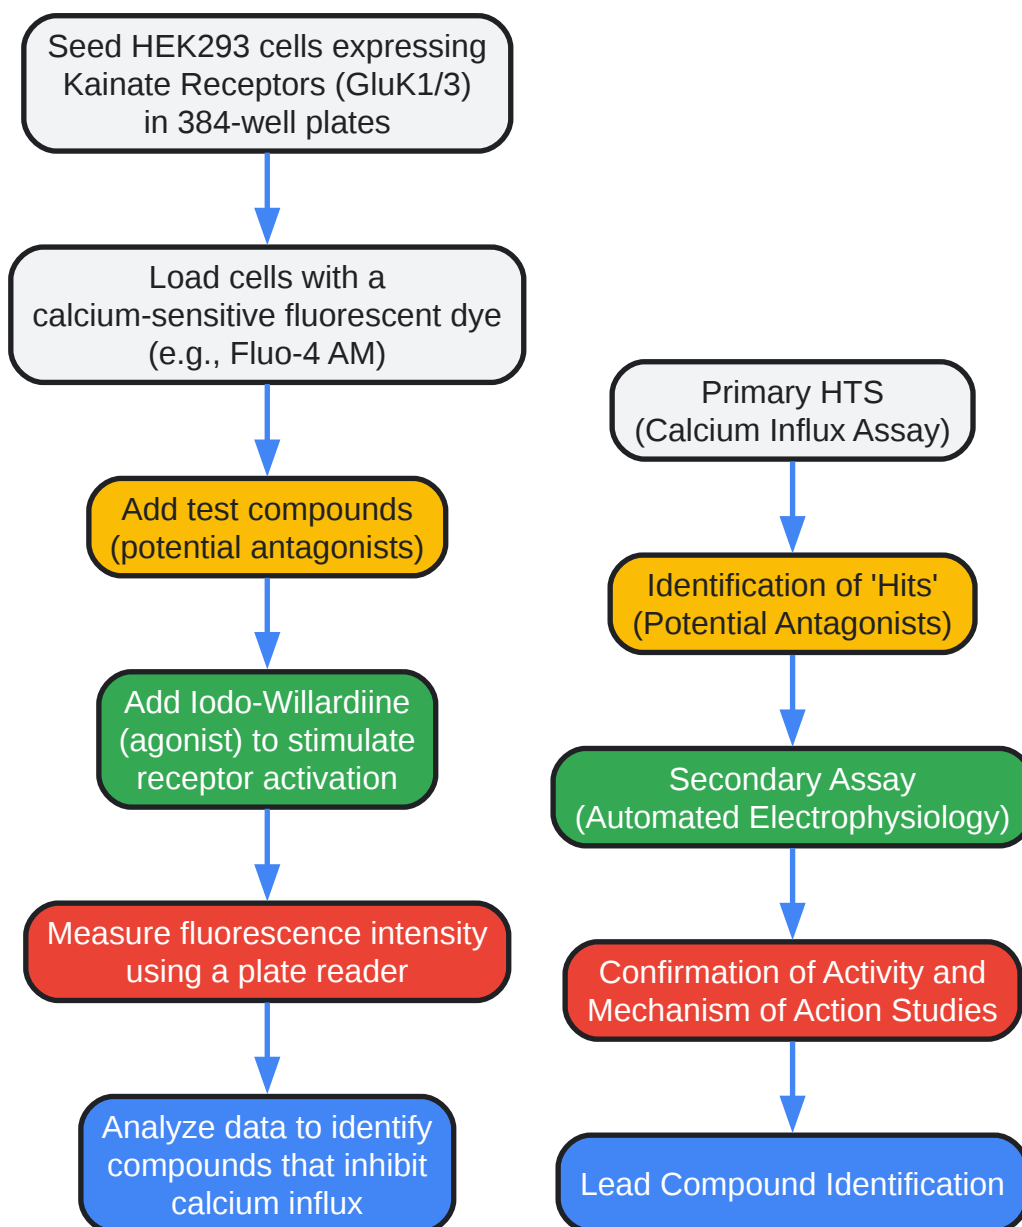 Seed HEK293 cells expressing
Kainate Receptors (GluK1/3)
in 384-well plates
Load cells with a
calcium-sensitive fluorescent dye
(e.g., Fluo-4 AM)
Add test compounds
(potential antagonists)
Add Iodo-Willardiine
(agonist) to stimulate
receptor activation
Measure fluorescence intensity
using a plate reader
Analyze data to identify
compounds that inhibit
calcium influx
Primary HTS
(Calcium Influx Assay)
Identification of 'Hits'
(Potential Antagonists)
Secondary Assay
(Automated Electrophysiology)
Confirmation of Activity and
Mechanism of Action Studies
Lead Compound Identification